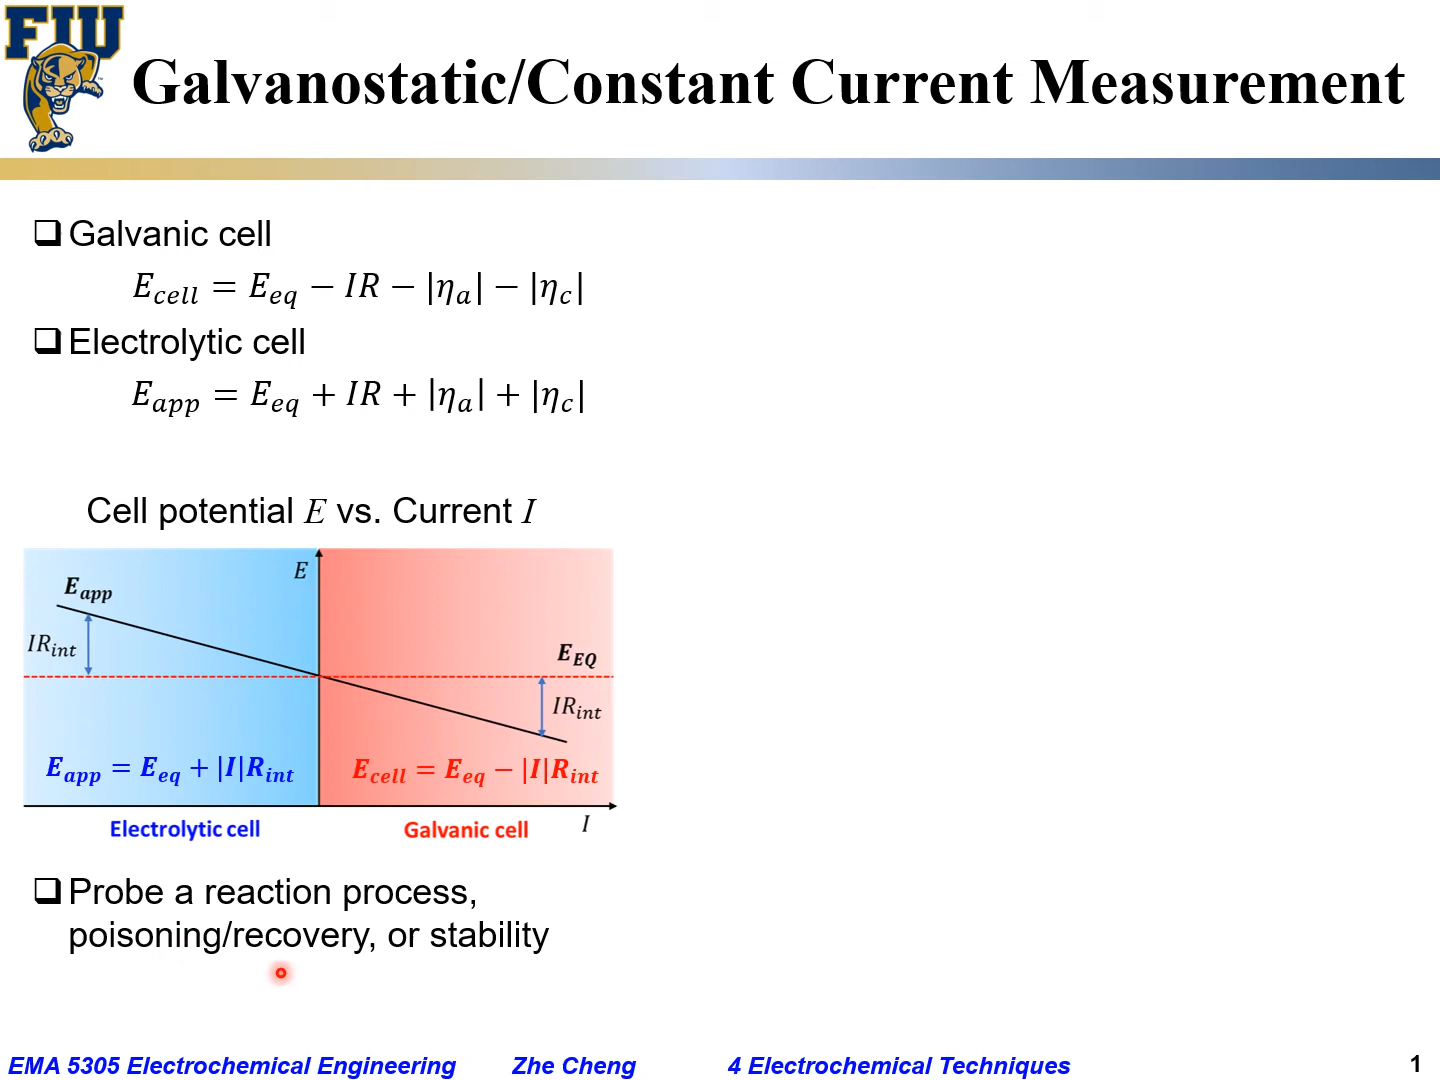 FIU
Galvanostatic/Constant Current Measurement
❑ Galvanic cell
E_cell = E_eq − IR − |η_a| − |η_c|
❑ Electrolytic cell
E_app = E_eq + IR + |η_a| + |η_c|
Cell potential E vs. Current I
E
E_app
IR_int
E_EQ
IR_int
E_app = E_eq + |I|R_int
E_cell = E_eq − |I|R_int
Electrolytic cell
Galvanic cell
I
❑ Probe a reaction process,
poisoning/recovery, or stability
EMA 5305 Electrochemical Engineering Zhe Cheng 4 Electrochemical Techniques 1